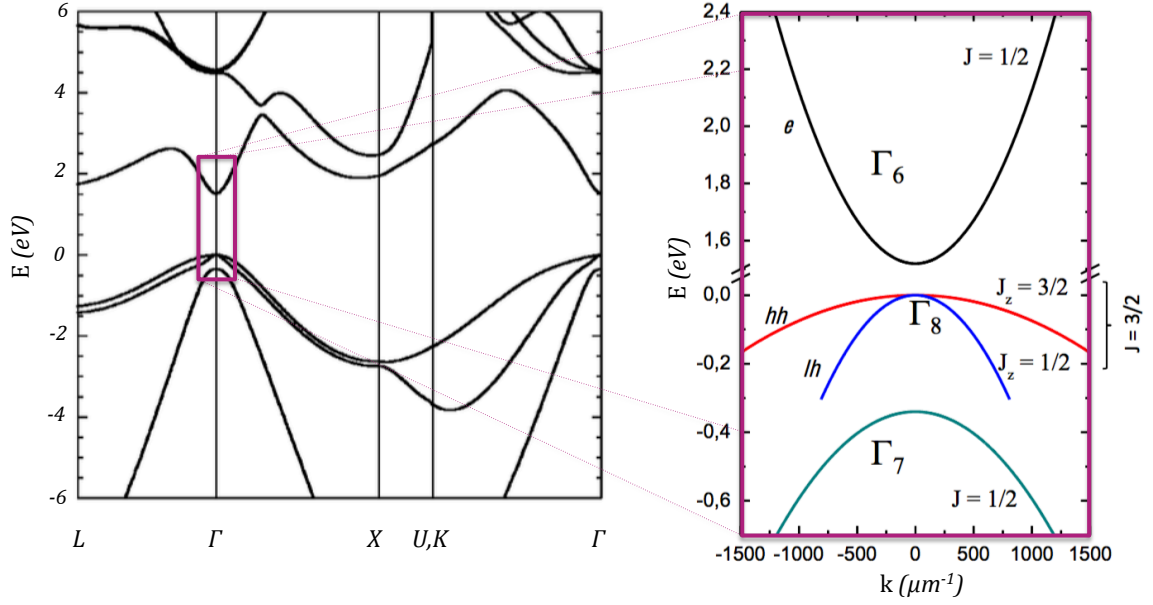 6
4
2
0
-2
-4
-6
E (eV)
L
Γ
X
U,K
Γ
2,4
2,2
2,0
1,8
1,6
0,0
-0,2
-0,4
-0,6
E (eV)
J = 1/2
e
Γ6
Jz = 3/2
hh
Γ8
lh
Jz = 1/2
J = 3/2
Γ7
J = 1/2
-1500 -1000 -500 0 500 1000 1500
k (μm-1)